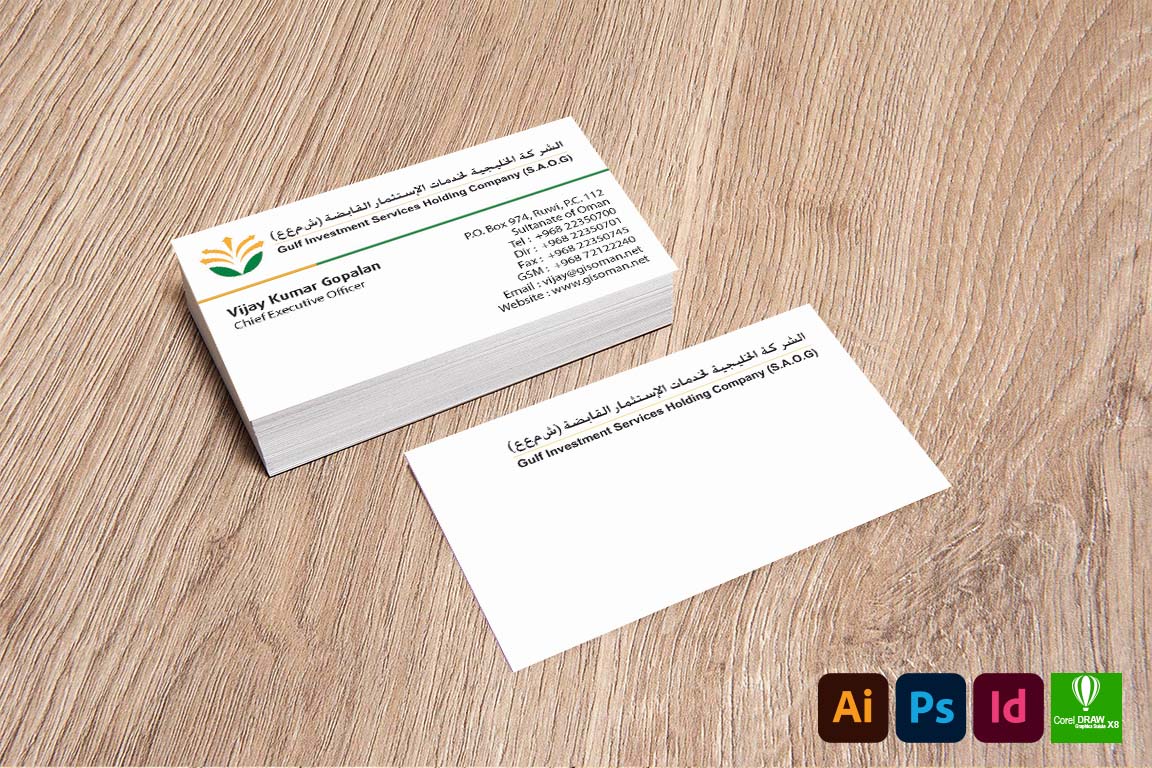 الشركة الخليجية لخدمات الإستثمار القابضة (ش‌م‌ع‌ع)
Gulf Investment Services Holding Company (S.A.O.G)
Vijay Kumar Gopalan
Chief Executive Officer
P.O. Box 974, Ruwi, P.C. 112
Sultanate of Oman
Tel : +968 22350700
Dir : +968 22350701
Fax : +968 22350745
GSM : +968 72122240
Email : vijay@gisoman.net
Website : www.gisoman.net
الشركة الخليجية لخدمات الإستثمار القابضة (ش‌م‌ع‌ع)
Gulf Investment Services Holding Company (S.A.O.G)
Ai
Ps
Id
Corel DRAW
Graphics Suite X8